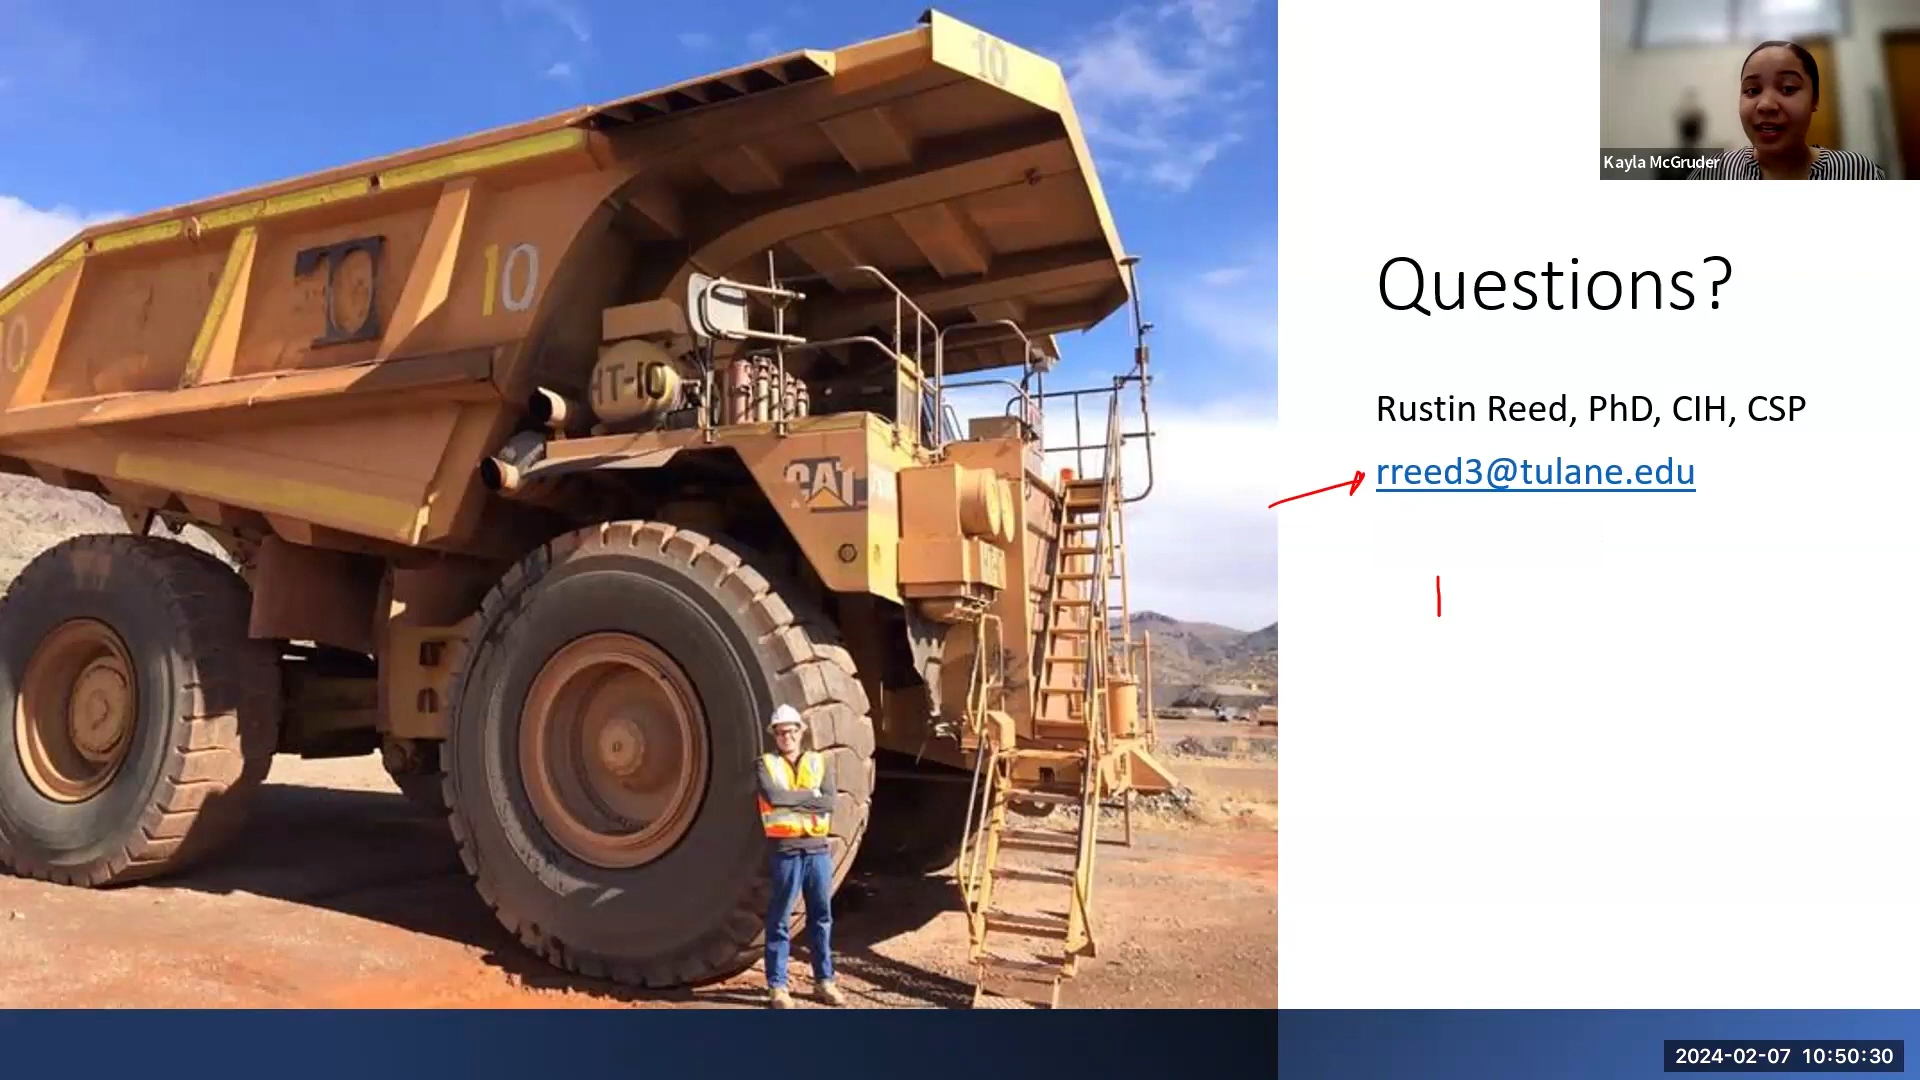 10
10
10
HT-10
CAT
Kayla McGruder
Questions?
Rustin Reed, PhD, CIH, CSP
rreed3@tulane.edu
2024-02-07 10:50:30